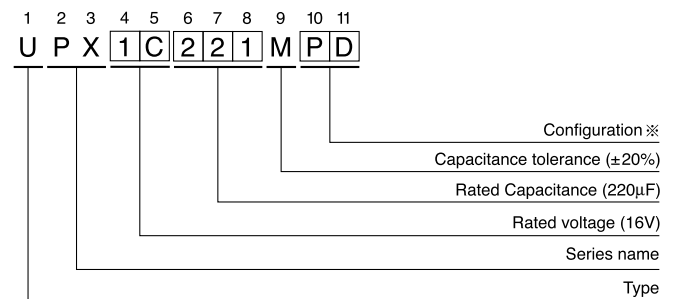 1 2 3 4 5 6 7 8 9 10 11
U P X 1 C 2 2 1 M P D
Configuration ※
Capacitance tolerance (±20%)
Rated Capacitance (220µF)
Rated voltage (16V)
Series name
Type